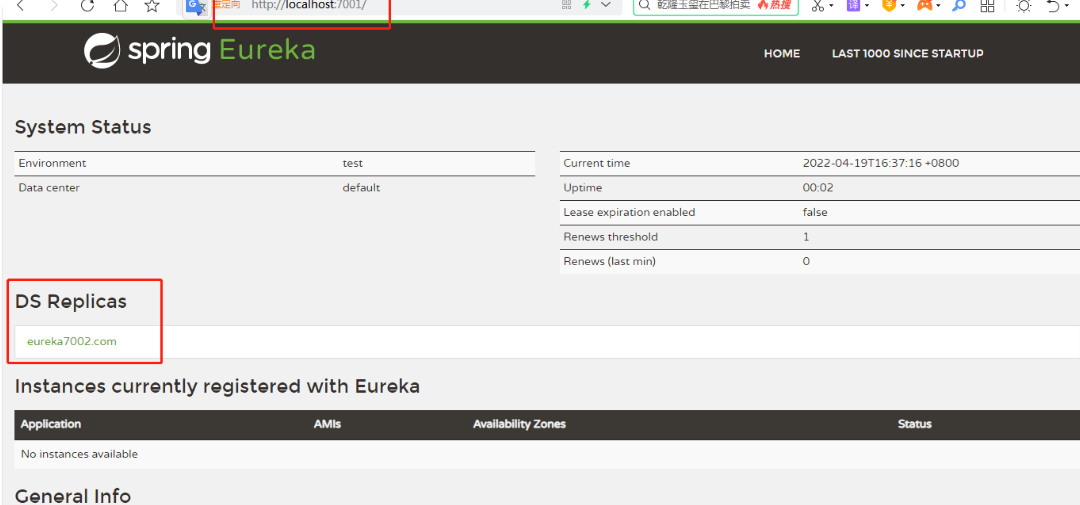 重定向 http://localhost:7001/ 乾隆玉玺在巴黎拍卖 热搜 译
spring Eureka
HOME LAST 1000 SINCE STARTUP
System Status
Environment test Current time 2022-04-19T16:37:16 +0800
Data center default Uptime 00:02
Lease expiration enabled false
Renews threshold 1
Renews (last min) 0
DS Replicas
eureka7002.com
Instances currently registered with Eureka
Application AMIs Availability Zones Status
No instances available
General Info